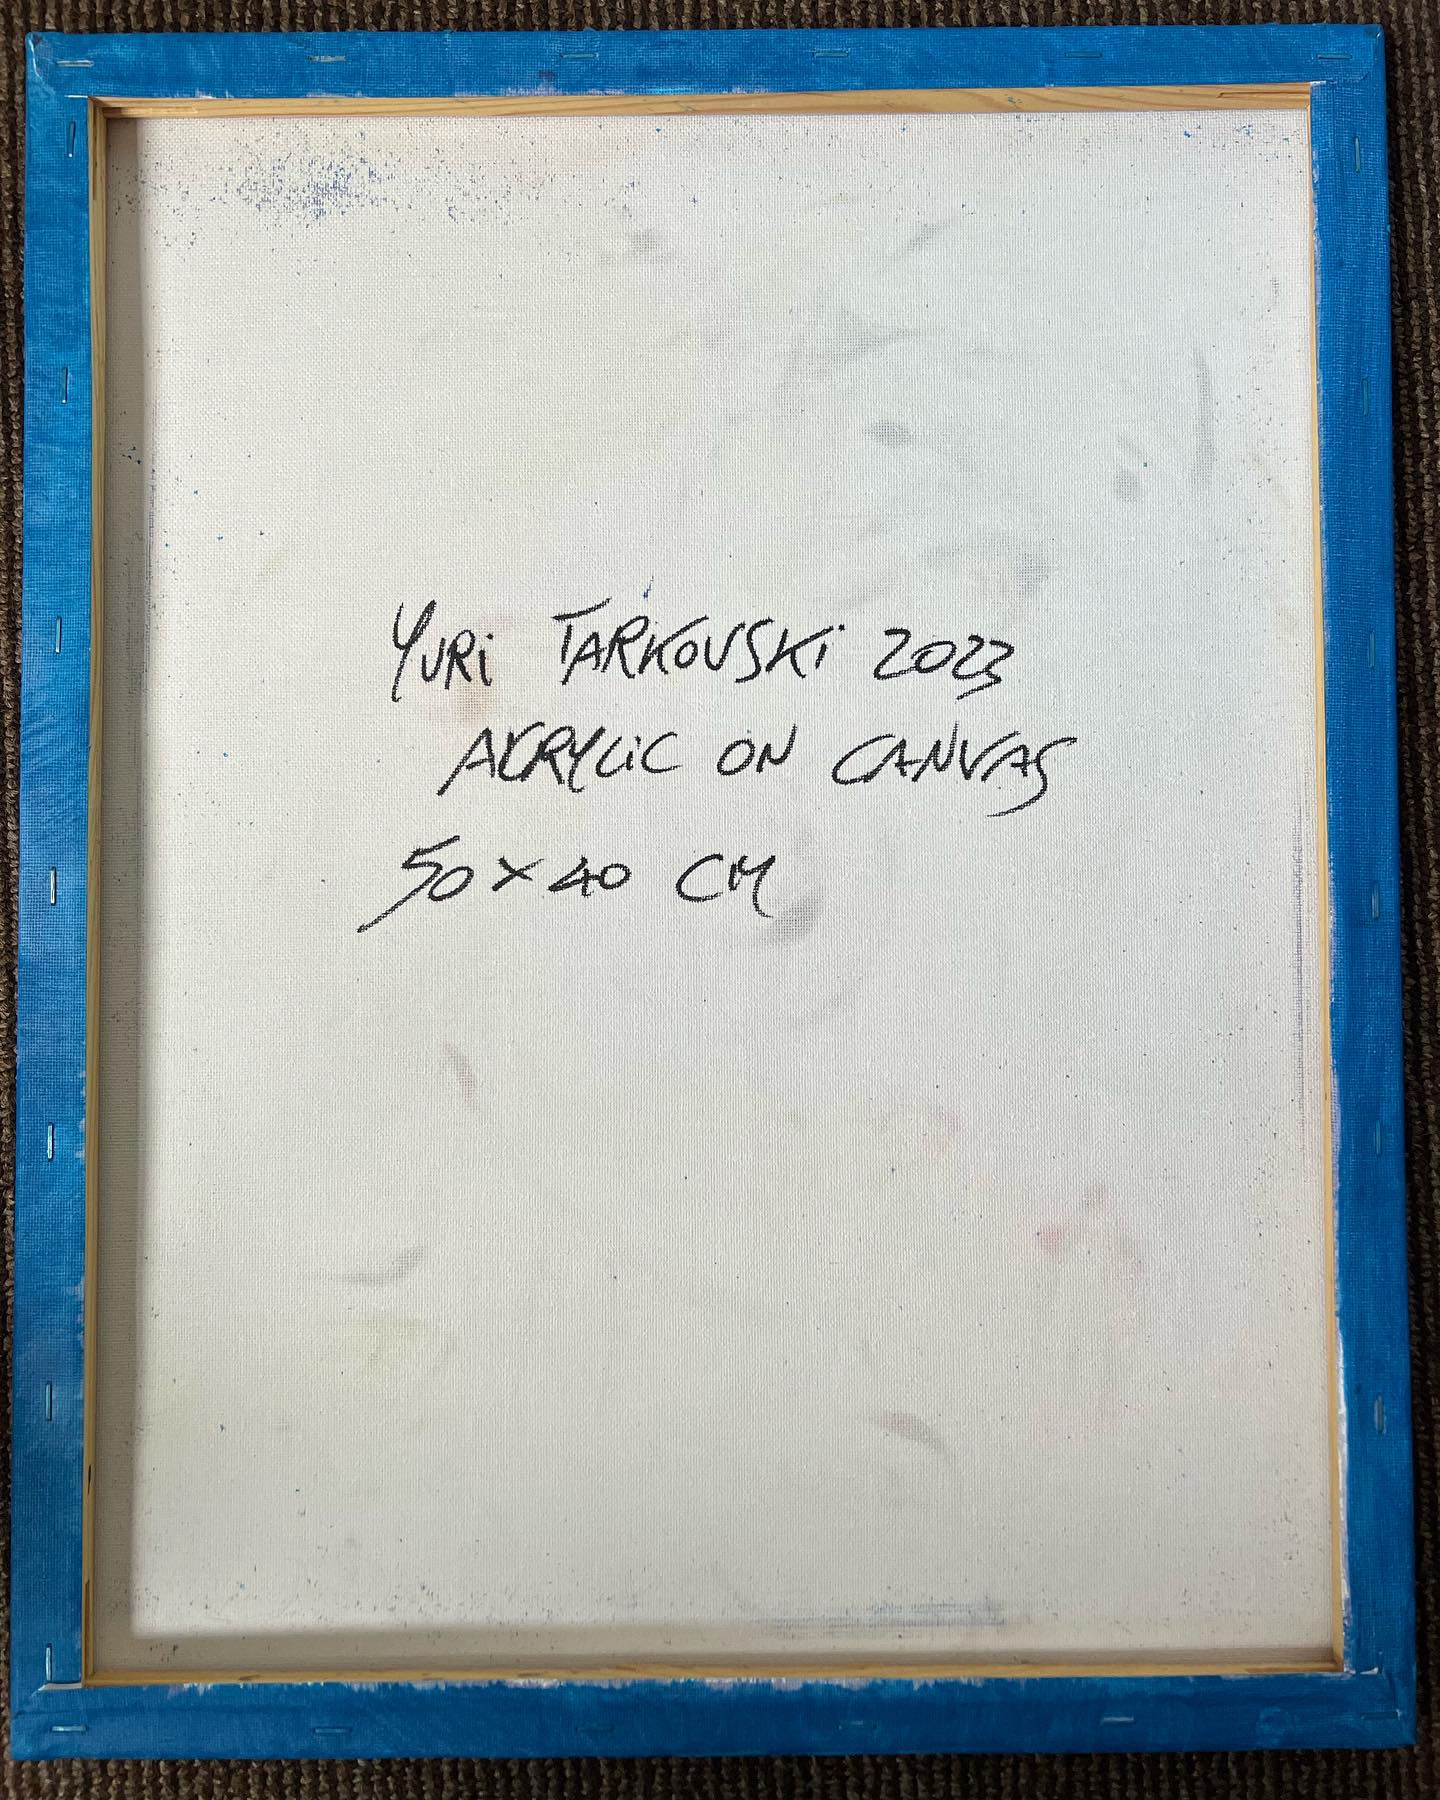 YURi TARKOVSKi 2023
ACRYLiC ON CANVAS
50 x 40 CM